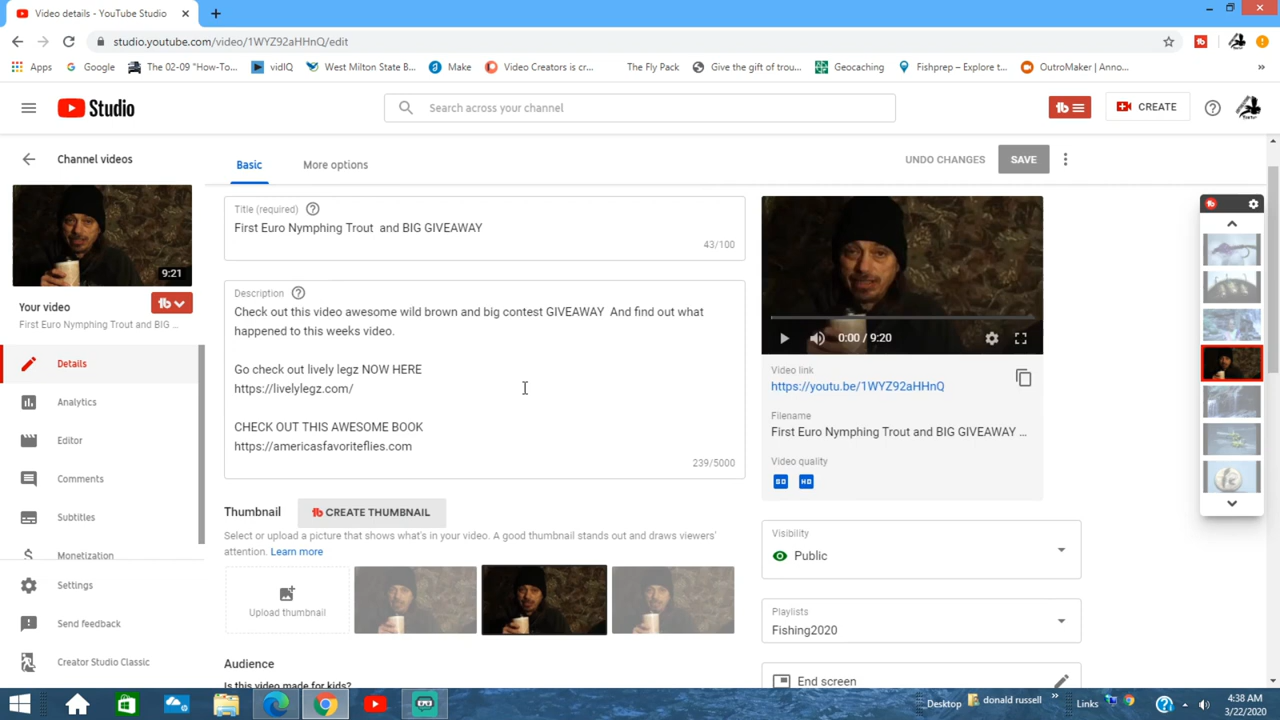 Video details - YouTube Studio
studio.youtube.com/video/1WYZ92aHHnQ/edit
Apps
Google
The 02-09 "How-To...
vidIQ
West Milton State B...
Make
Video Creators is cr...
The Fly Pack
Give the gift of trou...
Geocaching
Fishprep – Explore t...
OutroMaker | Anno...
»
Studio
Search across your channel
CREATE
Channel videos
Basic
More options
UNDO CHANGES
SAVE
Title (required)
First Euro Nymphing Trout  and BIG GIVEAWAY
43/100
9:21
Your video
First Euro Nymphing Trout and BIG ...
Description
Check out this video awesome wild brown and big contest GIVEAWAY  And find out what
happened to this weeks video.
Go check out lively legz NOW HERE
https://livelylegz.com/
CHECK OUT THIS AWESOME BOOK
https://americasfavoriteflies.com
239/5000
0:00 / 9:20
Video link
https://youtu.be/1WYZ92aHHnQ
Filename
First Euro Nymphing Trout and BIG GIVEAWAY ...
Video quality
SD
HD
Details
Analytics
Editor
Comments
Subtitles
Monetization
Settings
Send feedback
Creator Studio Classic
Thumbnail
CREATE THUMBNAIL
Select or upload a picture that shows what's in your video. A good thumbnail stands out and draws viewers'
attention. Learn more
Upload thumbnail
Visibility
Public
Playlists
Fishing2020
End screen
Audience
Is this video made for kids?
Desktop
donald russell
Links
4:38 AM
3/22/2020